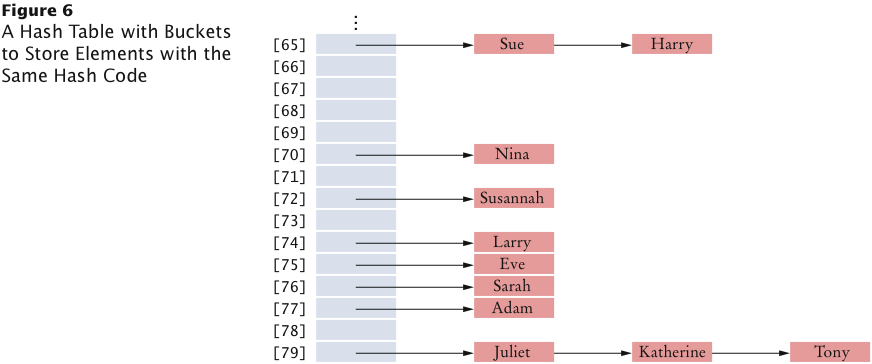 Figure 6
A Hash Table with Buckets
to Store Elements with the
Same Hash Code
[65] Sue Harry
[66]
[67]
[68]
[69]
[70] Nina
[71]
[72] Susannah
[73]
[74] Larry
[75] Eve
[76] Sarah
[77] Adam
[78]
[79] Juliet Katherine Tony